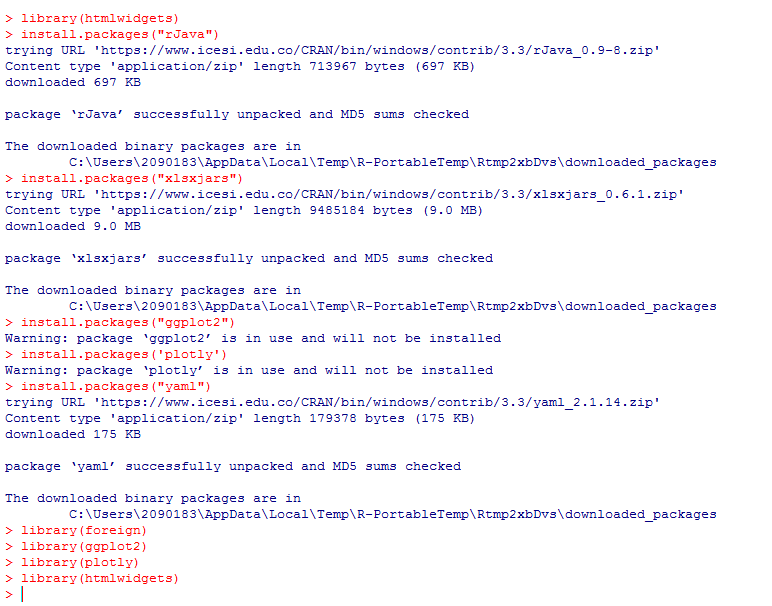 > library(htmlwidgets)
> install.packages("rJava")
trying URL 'https://www.icesi.edu.co/CRAN/bin/windows/contrib/3.3/rJava_0.9-8.zip'
Content type 'application/zip' length 713967 bytes (697 KB)
downloaded 697 KB
package ‘rJava’ successfully unpacked and MD5 sums checked
The downloaded binary packages are in
C:\Users\2090183\AppData\Local\Temp\R-PortableTemp\Rtmp2xbDvs\downloaded_packages
> install.packages("xlsxjars")
trying URL 'https://www.icesi.edu.co/CRAN/bin/windows/contrib/3.3/xlsxjars_0.6.1.zip'
Content type 'application/zip' length 9485184 bytes (9.0 MB)
downloaded 9.0 MB
package ‘xlsxjars’ successfully unpacked and MD5 sums checked
The downloaded binary packages are in
C:\Users\2090183\AppData\Local\Temp\R-PortableTemp\Rtmp2xbDvs\downloaded_packages
> install.packages("ggplot2")
Warning: package ‘ggplot2’ is in use and will not be installed
> install.packages('plotly')
Warning: package ‘plotly’ is in use and will not be installed
> install.packages("yaml")
trying URL 'https://www.icesi.edu.co/CRAN/bin/windows/contrib/3.3/yaml_2.1.14.zip'
Content type 'application/zip' length 179378 bytes (175 KB)
downloaded 175 KB
package ‘yaml’ successfully unpacked and MD5 sums checked
The downloaded binary packages are in
C:\Users\2090183\AppData\Local\Temp\R-PortableTemp\Rtmp2xbDvs\downloaded_packages
> library(foreign)
> library(ggplot2)
> library(plotly)
> library(htmlwidgets)
>